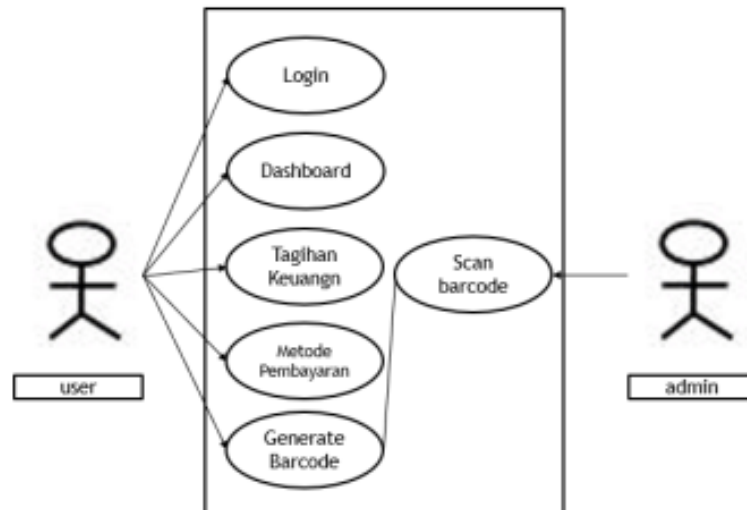 Login
Dashboard
Tagihan
Keuangn
Scan
barcode
Metode
Pembayaran
Generate
Barcode
user
admin